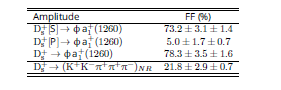 Amplitude FF (%)
D_s^+[S] → ϕ a_1^+(1260) 73.2 ± 3.1 ± 1.4
D_s^+[P] → ϕ a_1^+(1260) 5.0 ± 1.7 ± 0.7
D_s^+ → ϕ a_1^+(1260) 78.3 ± 3.5 ± 1.6
D_s^+ → (K^+K^−π^+π^+π^−)_{NR} 21.8 ± 2.9 ± 0.7